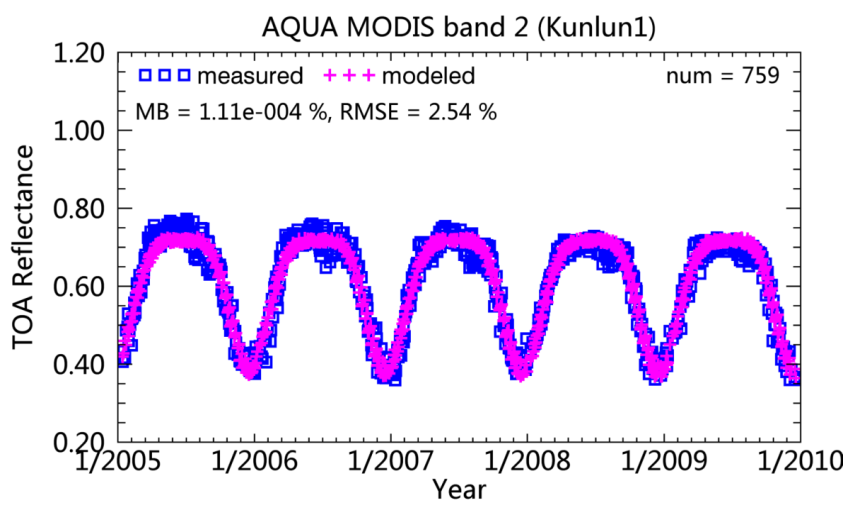 AQUA MODIS band 2 (Kunlun1)
1.20
measured modeled num = 759
MB = 1.11e-004 %, RMSE = 2.54 %
1.00
0.80
0.60
0.40
0.20
TOA Reflectance
1/2005 1/2006 1/2007 1/2008 1/2009 1/2010
Year